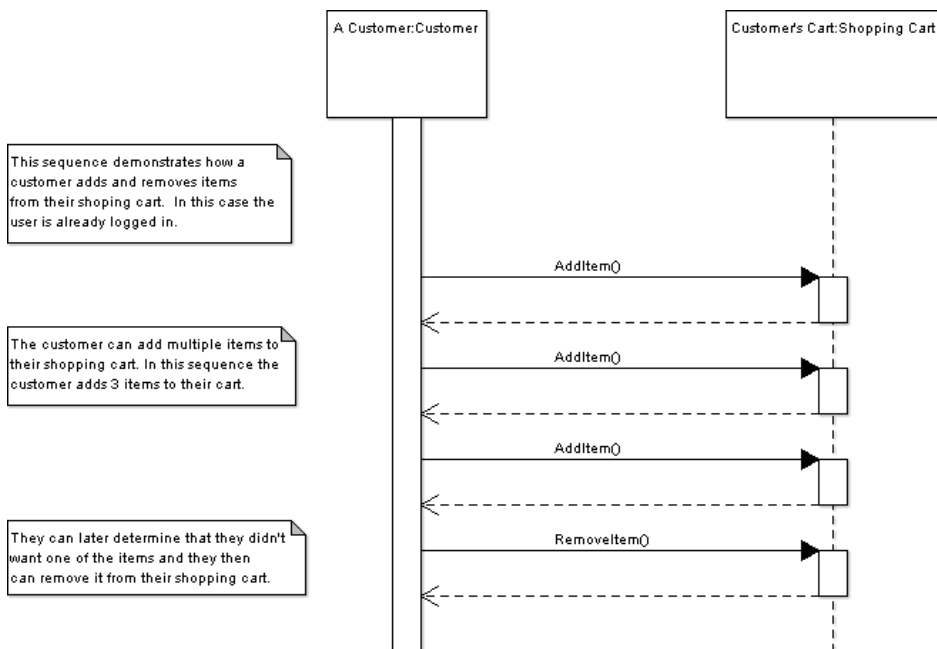 A Customer:Customer
Customer's Cart:Shopping Cart
This sequence demonstrates how a
customer adds and removes items
from their shoping cart.  In this case the
user is already logged in.
AddItem()
The customer can add multiple items to
their shopping cart. In this sequence the
customer adds 3 items to their cart.
AddItem()
AddItem()
They can later determine that they didn't
want one of the items and they then
can remove it from their shopping cart.
RemoveItem()